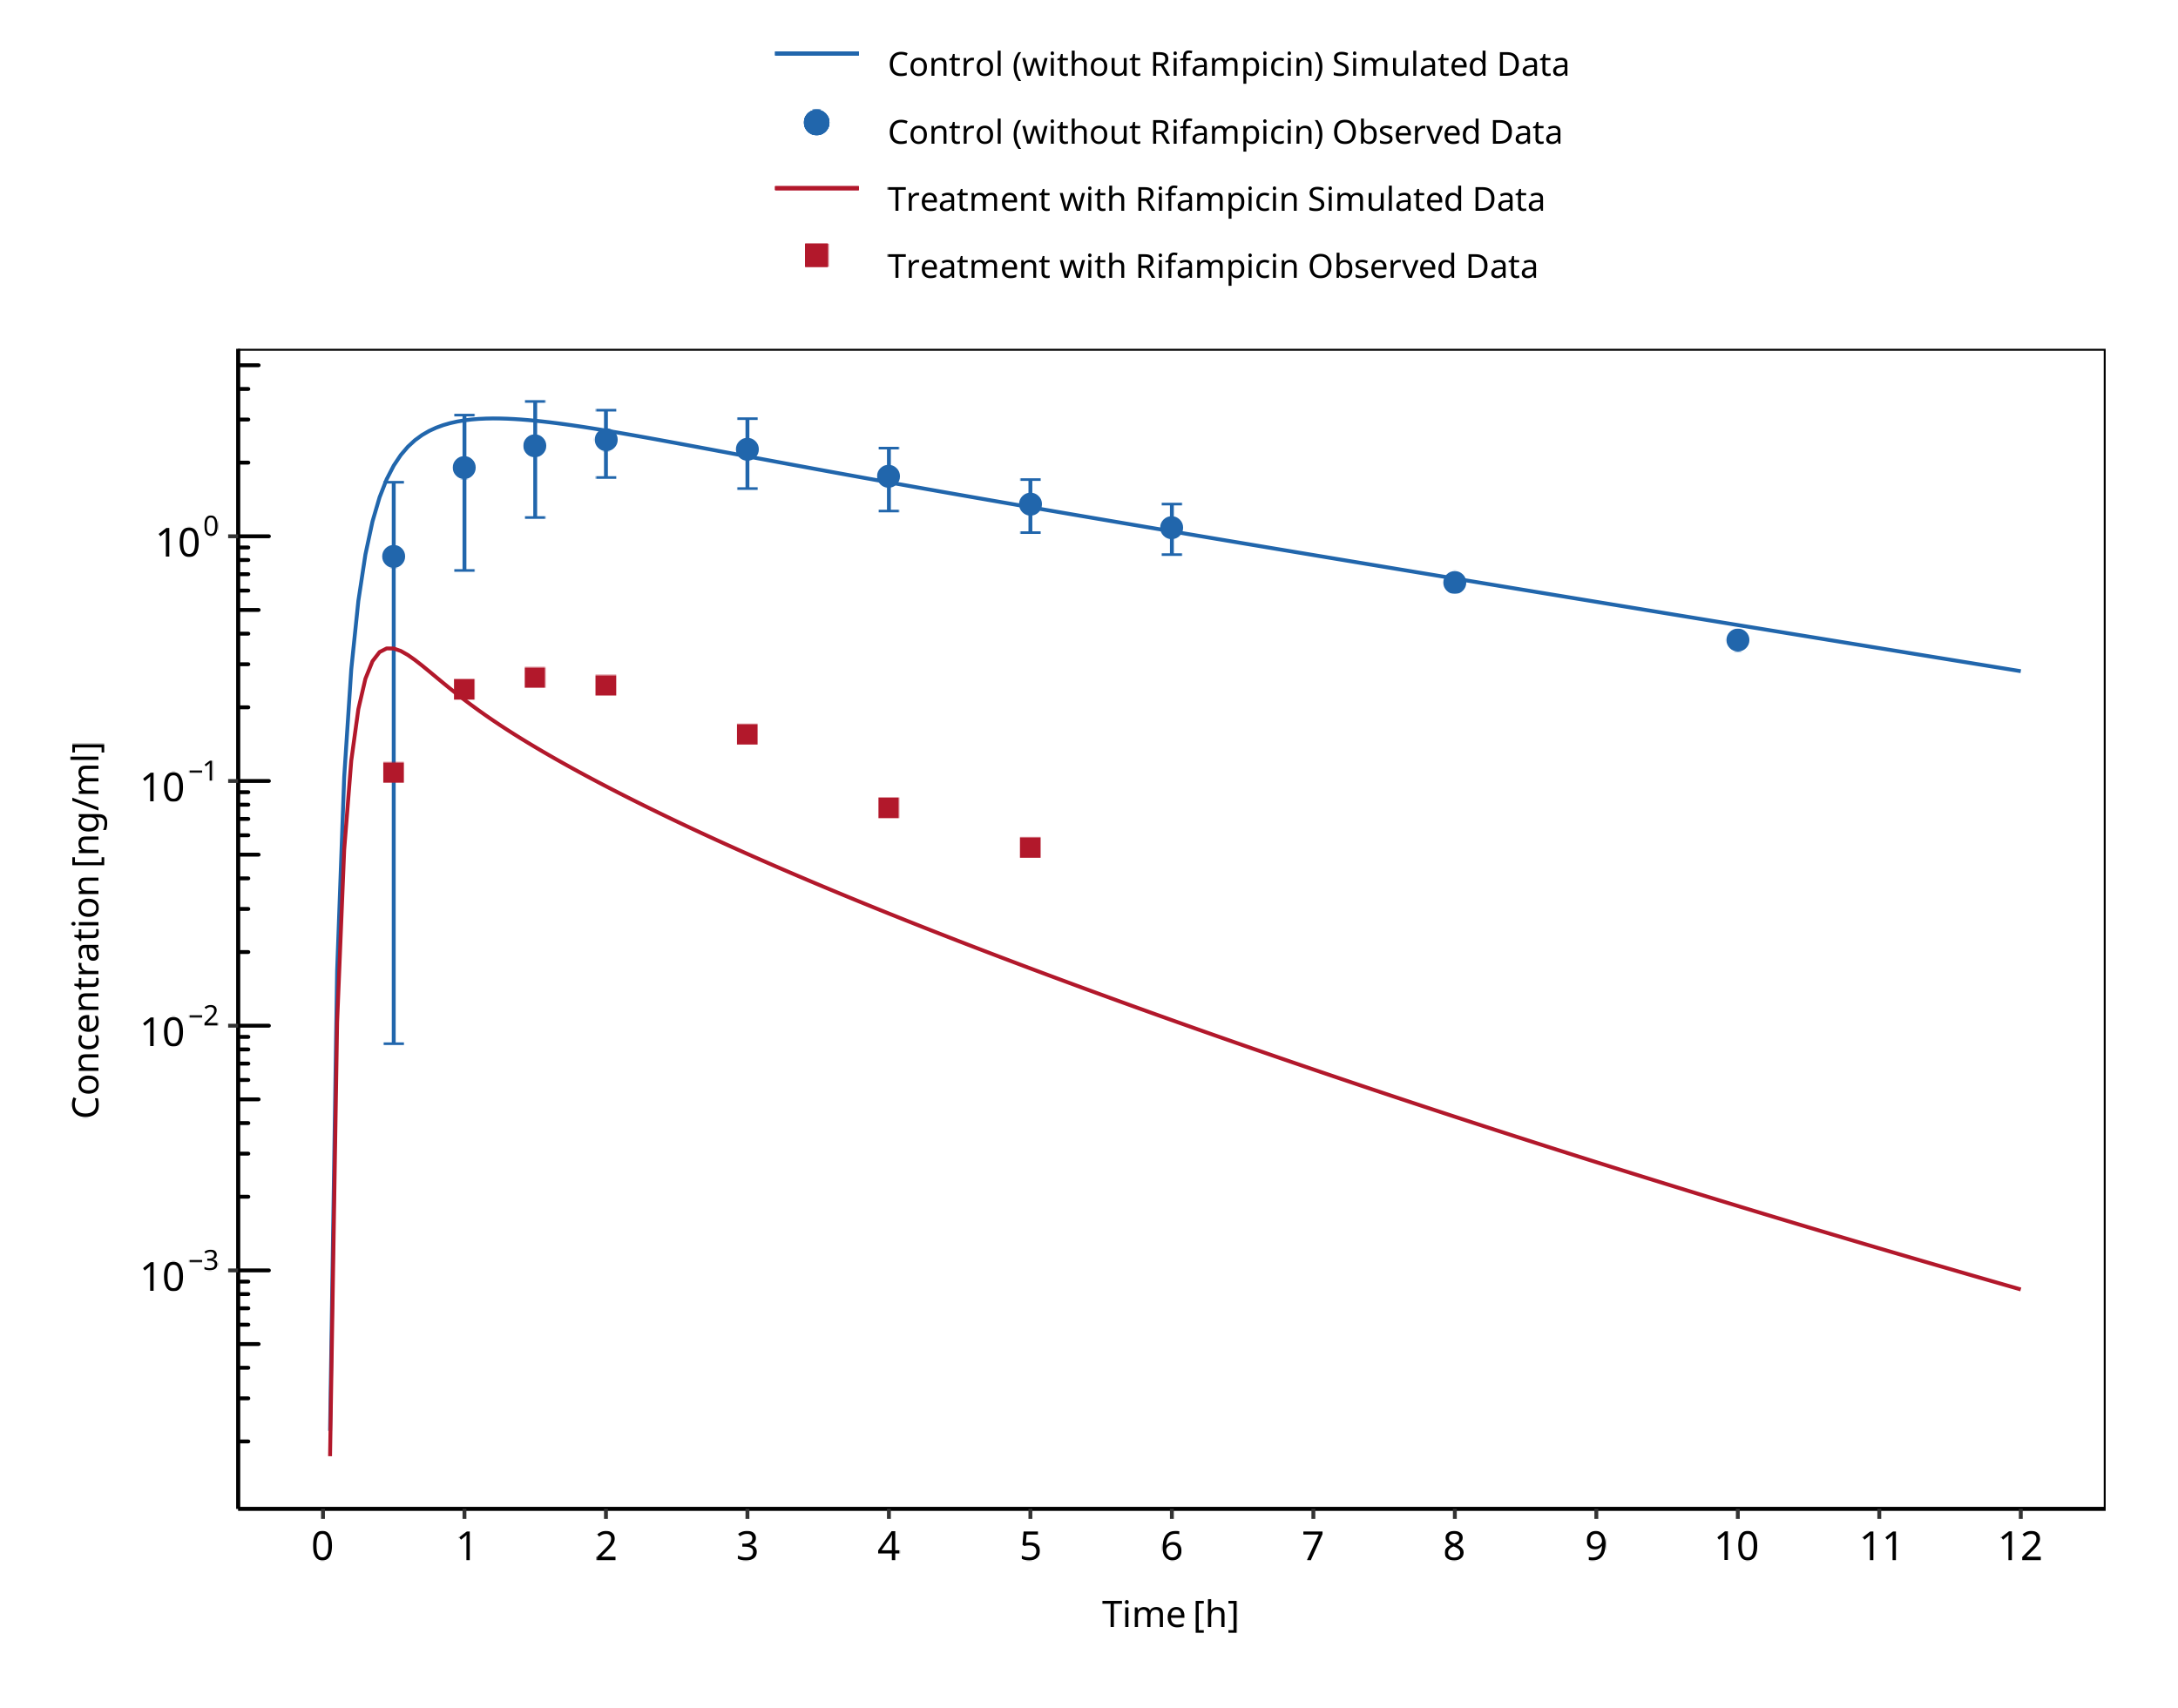 Control (without Rifampicin) Simulated Data
Control (without Rifampicin) Observed Data
Treatment with Rifampicin Simulated Data
Treatment with Rifampicin Observed Data
10⁰
10⁻¹
10⁻²
10⁻³
Concentration [ng/ml]
0 1 2 3 4 5 6 7 8 9 10 11 12
Time [h]